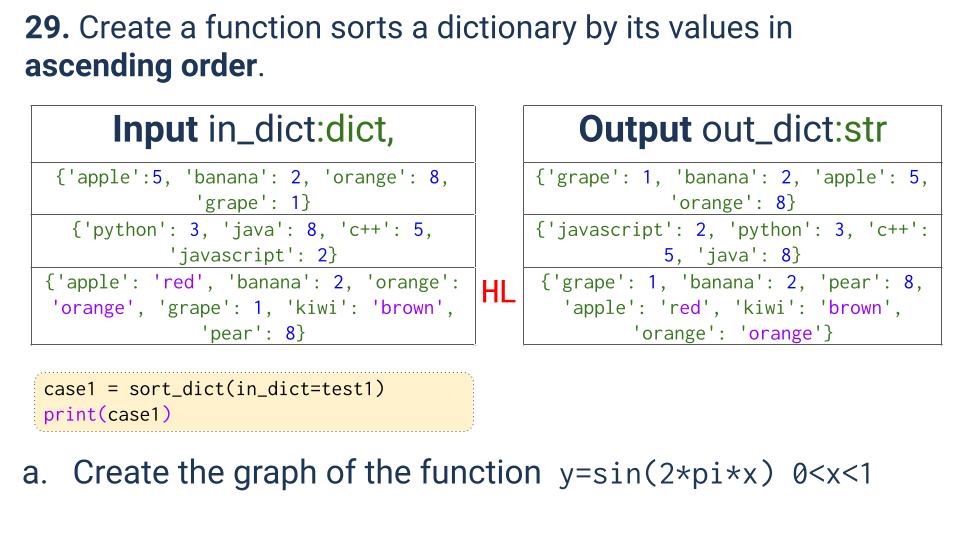 29. Create a function sorts a dictionary by its values in
ascending order.
Input in_dict:dict,
{'apple':5, 'banana': 2, 'orange': 8,
'grape': 1}
{'python': 3, 'java': 8, 'c++': 5,
'javascript': 2}
{'apple': 'red', 'banana': 2, 'orange':
'orange', 'grape': 1, 'kiwi': 'brown',
'pear': 8}
HL
Output out_dict:str
{'grape': 1, 'banana': 2, 'apple': 5,
'orange': 8}
{'javascript': 2, 'python': 3, 'c++':
5, 'java': 8}
{'grape': 1, 'banana': 2, 'pear': 8,
'apple': 'red', 'kiwi': 'brown',
'orange': 'orange'}
case1 = sort_dict(in_dict=test1)
print(case1)
a. Create the graph of the function y=sin(2*pi*x) 0<x<1